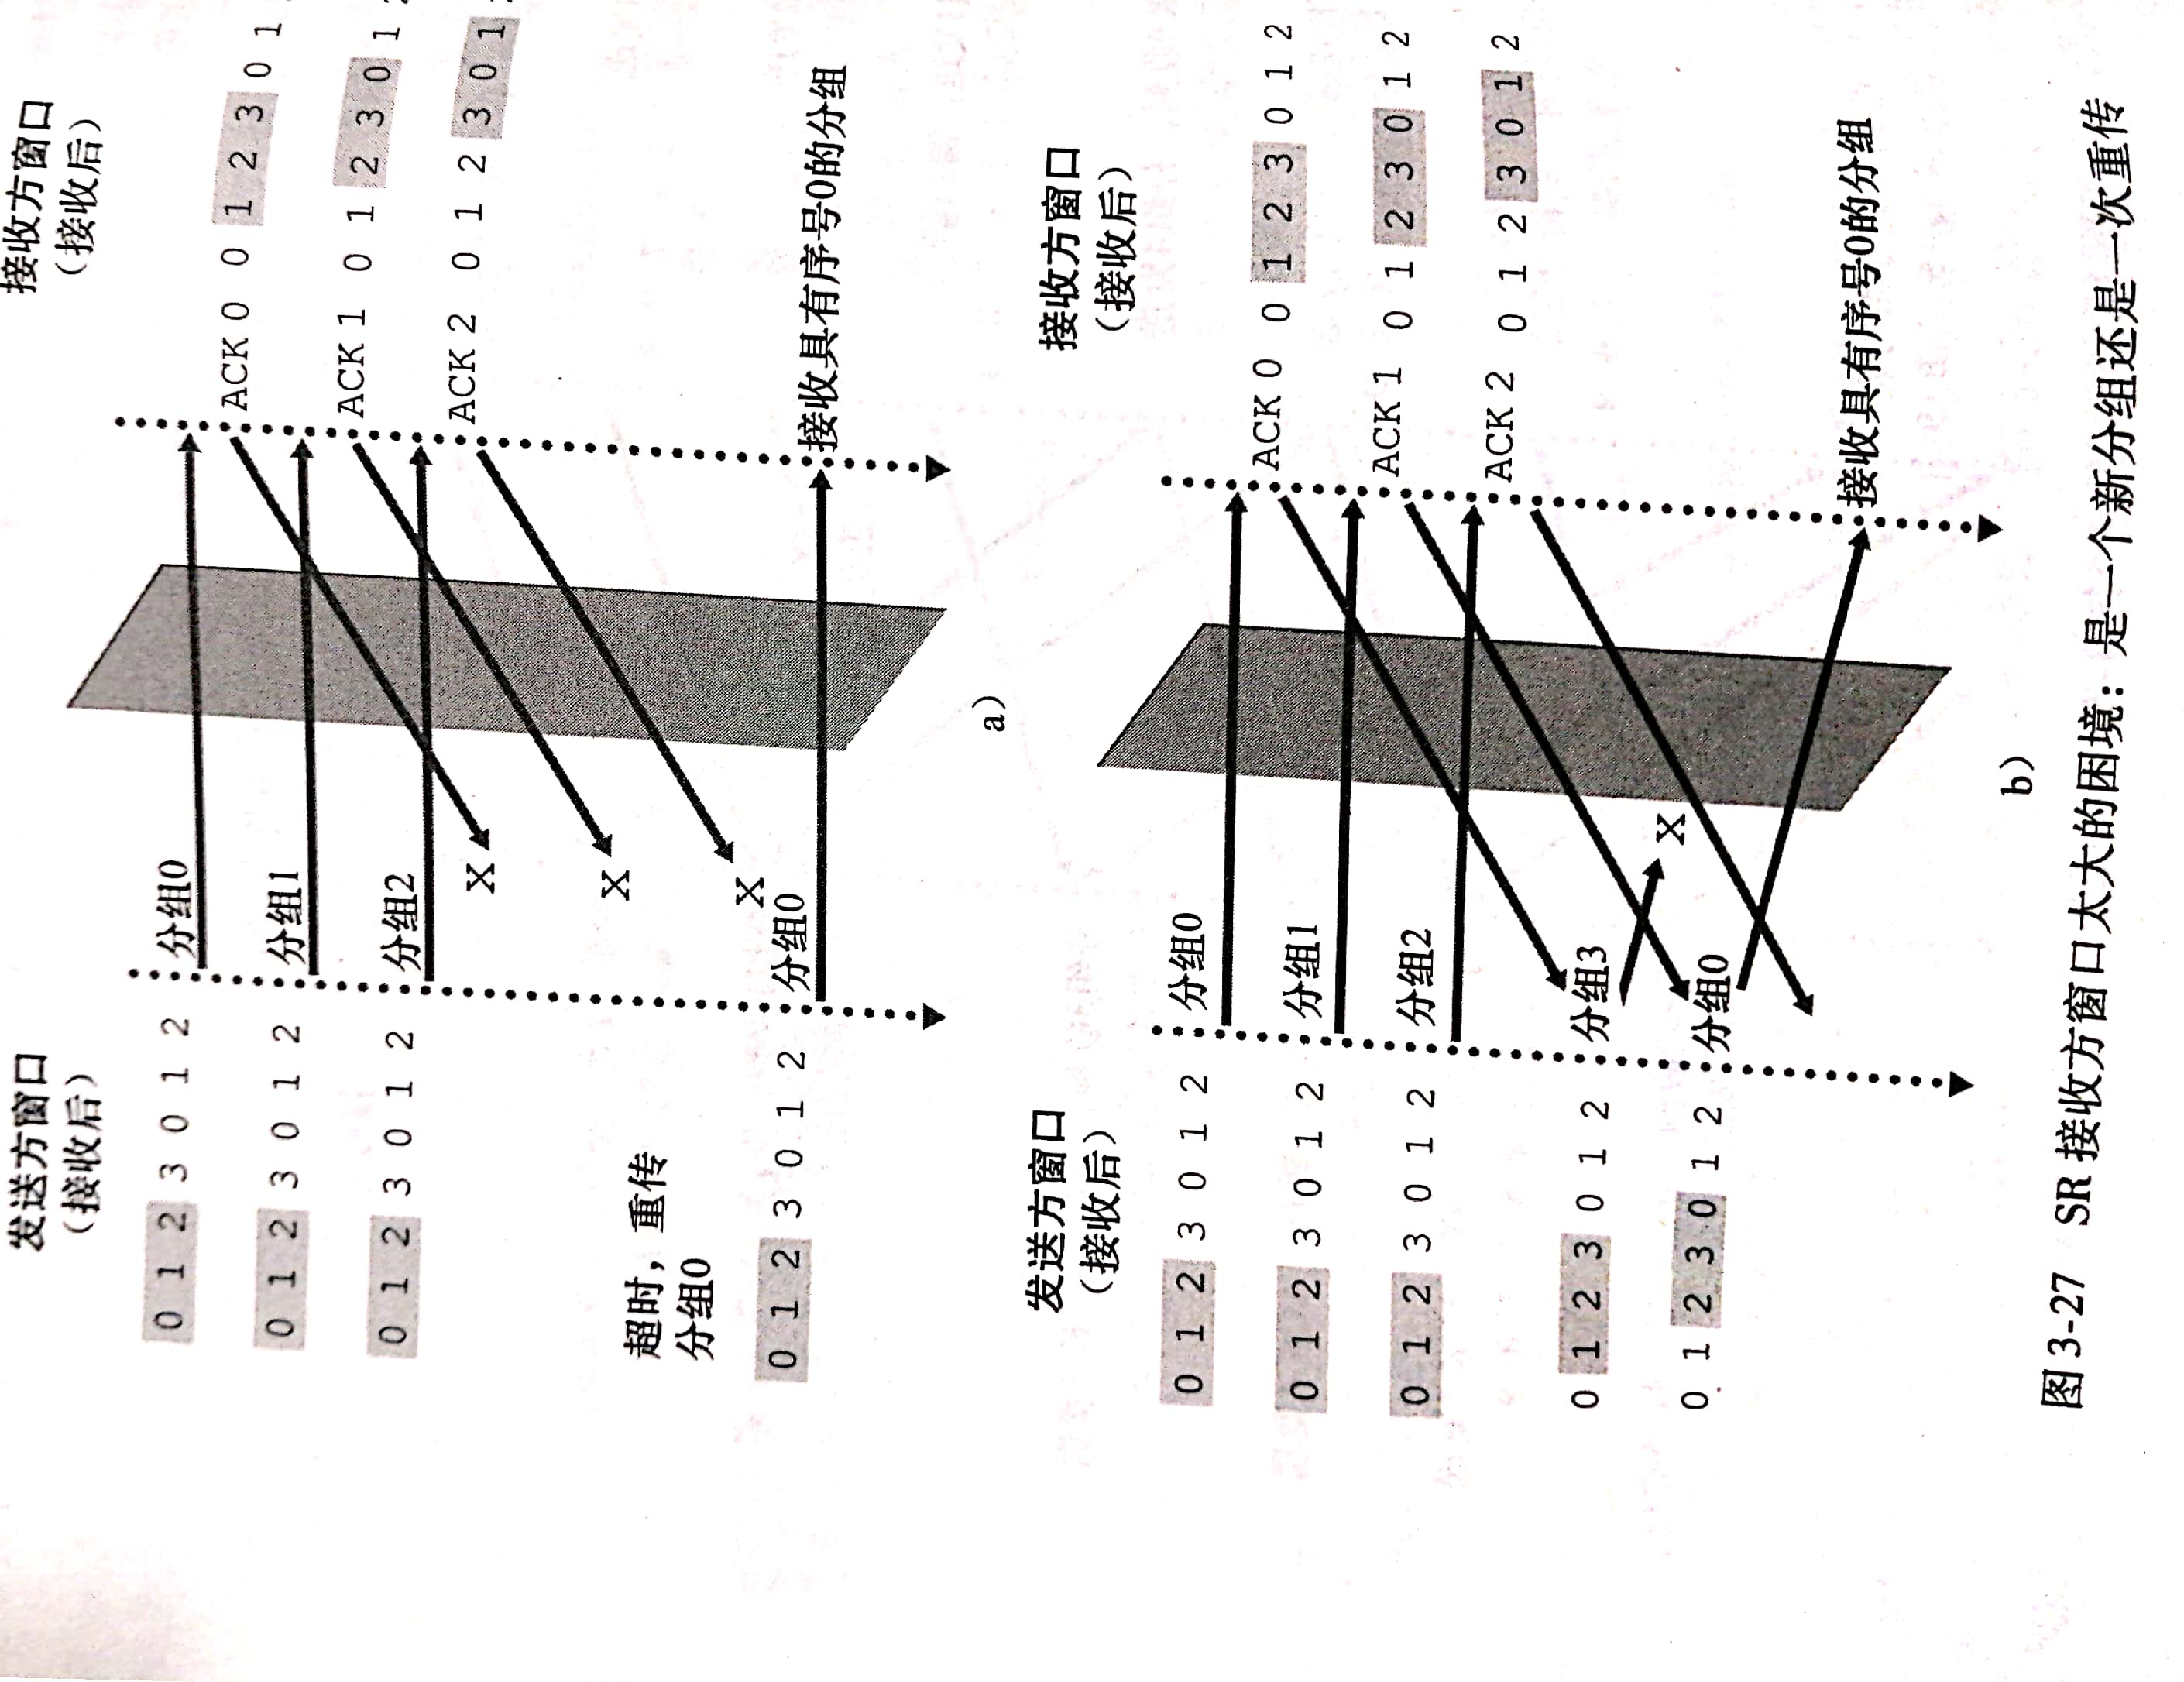 发送方窗口 接收方窗口
（接收后） （接收后）
0 1 2 3 0 1 2 分组0
ACK 0 0 1 2 3 0 1
0 1 2 3 0 1 2 分组1
ACK 1 0 1 2 3 0 1
0 1 2 3 0 1 2 分组2
ACK 2 0 1 2 3 0 1
X
X
超时，重传
分组0
X
0 1 2 3 0 1 2 分组0 接收具有序号0的分组
a）
发送方窗口 接收方窗口
（接收后） （接收后）
0 1 2 3 0 1 2 分组0
ACK 0 0 1 2 3 0 1 2
0 1 2 3 0 1 2 分组1
ACK 1 0 1 2 3 0 1 2
0 1 2 3 0 1 2 分组2
ACK 2 0 1 2 3 0 1 2
0 1 2 3 0 1 2 分组3
X
0 1 2 3 0 1 2 分组0
接收具有序号0的分组
b）
图3-27 SR接收方窗口太大的困境：是一个新分组还是一次重传